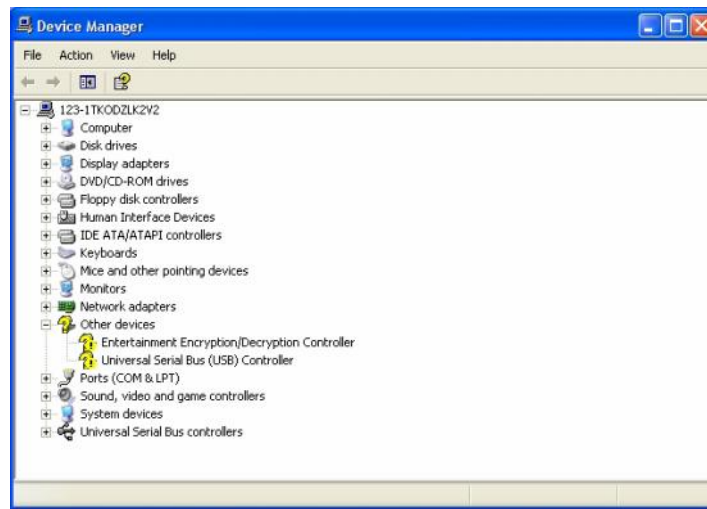 Device Manager
File Action View Help
123-1TKODZLK2V2
Computer
Disk drives
Display adapters
DVD/CD-ROM drives
Floppy disk controllers
Human Interface Devices
IDE ATA/ATAPI controllers
Keyboards
Mice and other pointing devices
Monitors
Network adapters
Other devices
Entertainment Encryption/Decryption Controller
Universal Serial Bus (USB) Controller
Ports (COM & LPT)
Sound, video and game controllers
System devices
Universal Serial Bus controllers